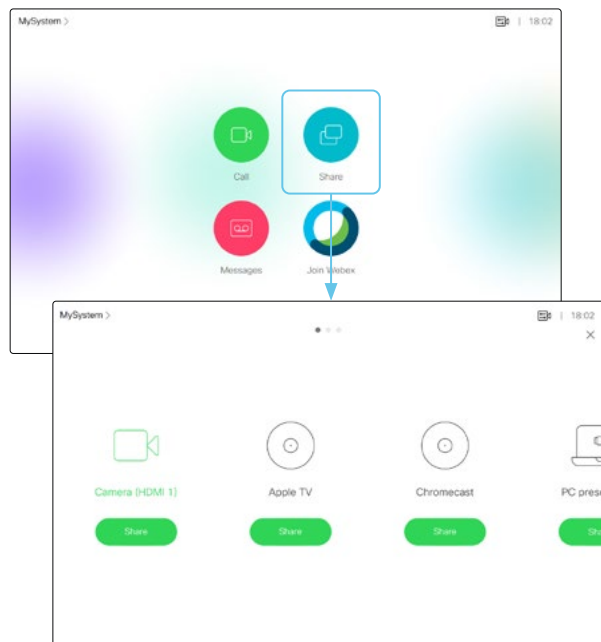 MySystem >
| 18:02
Call
Share
Messages
Join Webex
MySystem >
| 18:02
Camera (HDMI 1)
Apple TV
Chromecast
Share
Share
Share